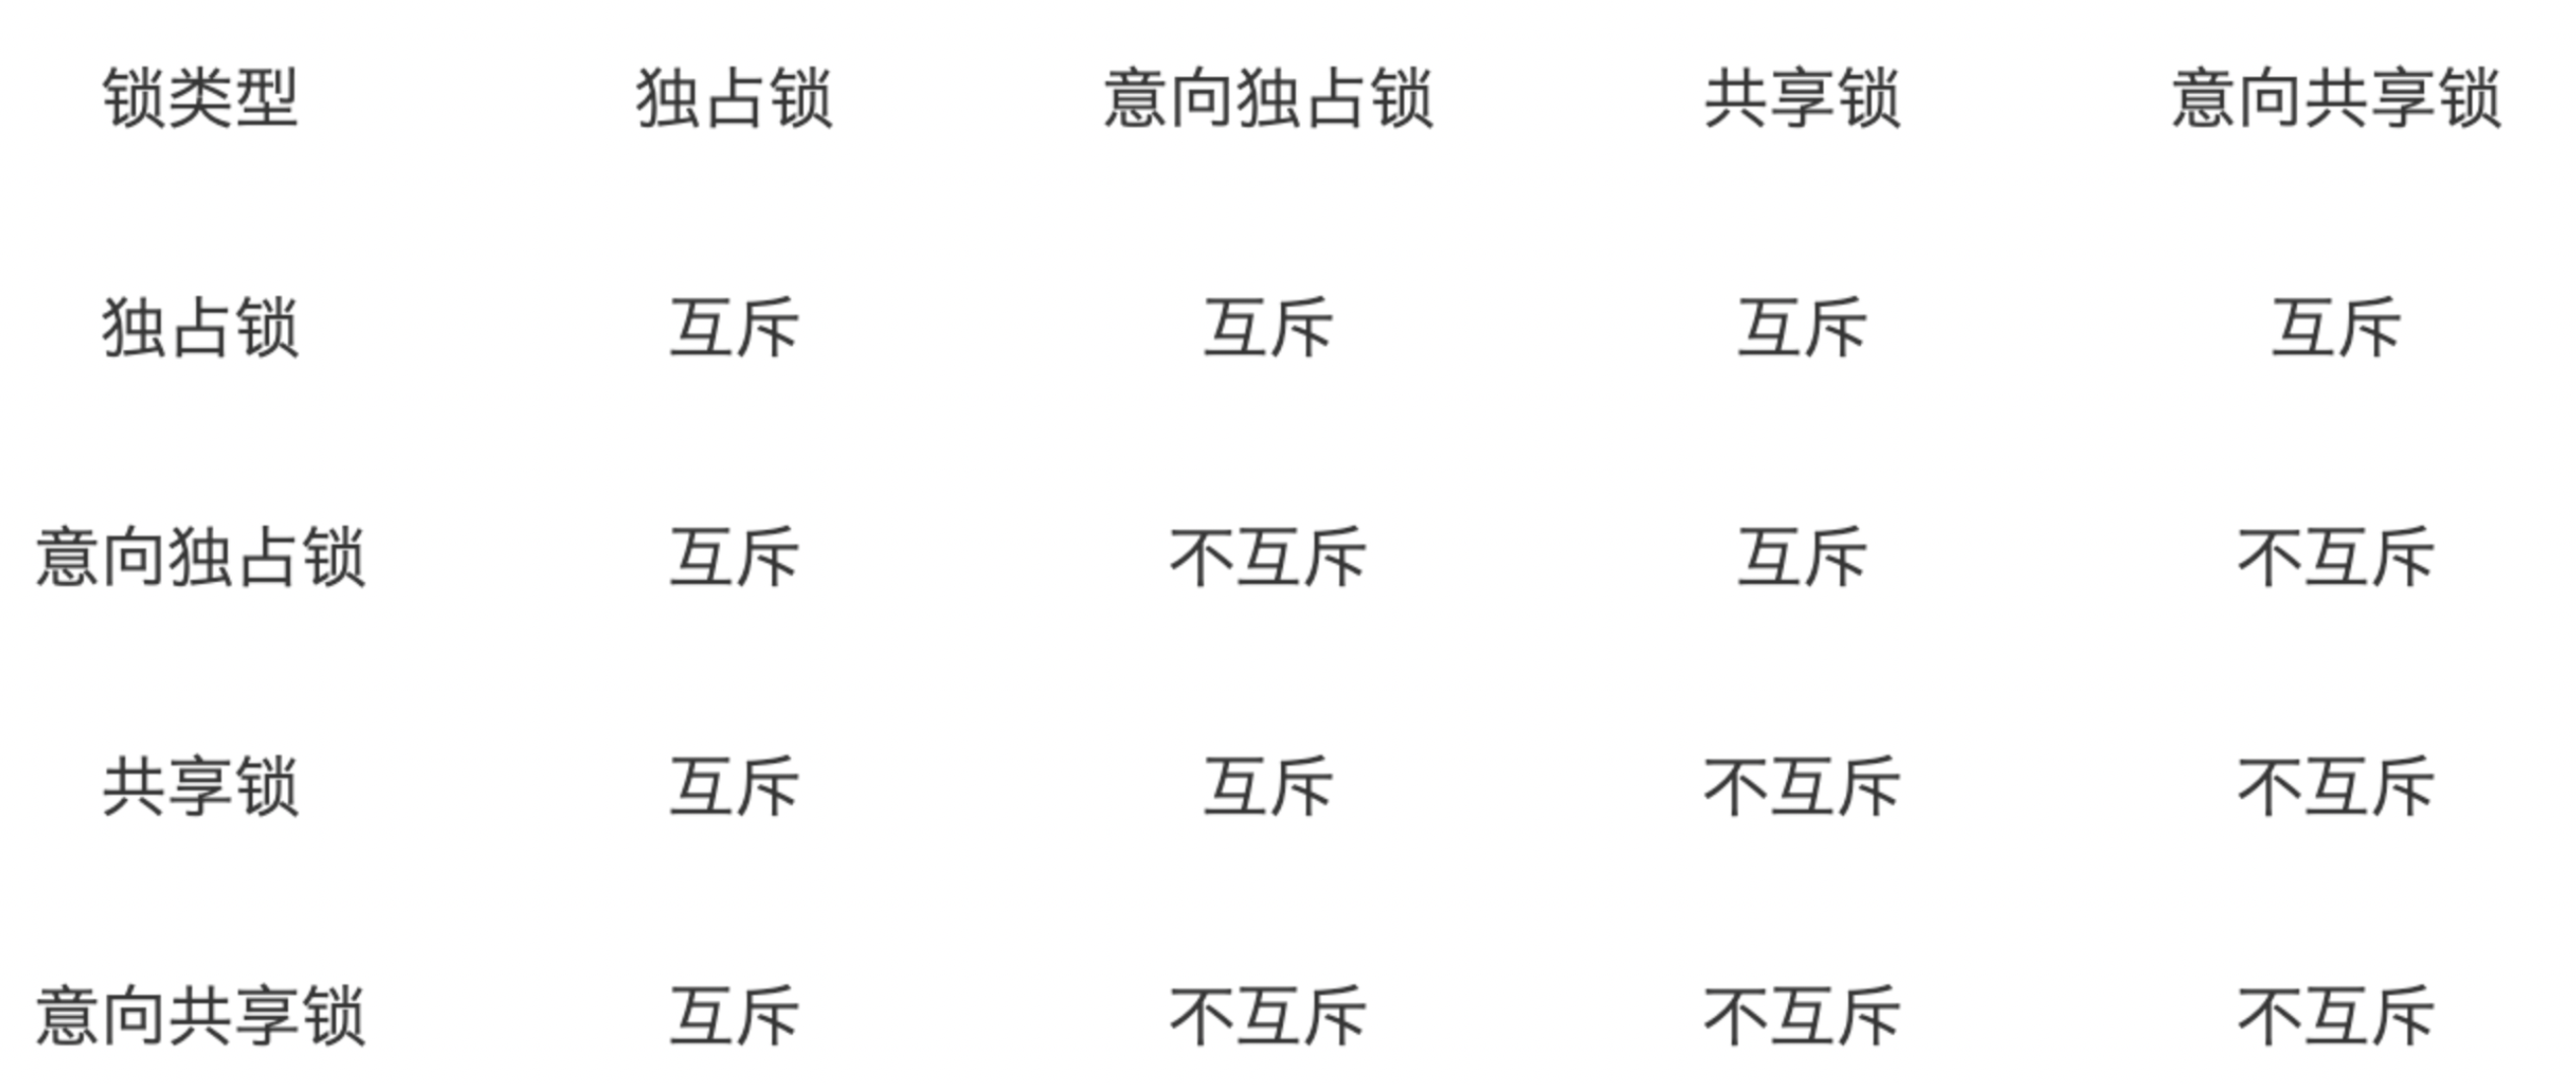 锁类型 独占锁 意向独占锁 共享锁 意向共享锁
独占锁 互斥 互斥 互斥 互斥
意向独占锁 互斥 不互斥 互斥 不互斥
共享锁 互斥 互斥 不互斥 不互斥
意向共享锁 互斥 不互斥 不互斥 不互斥